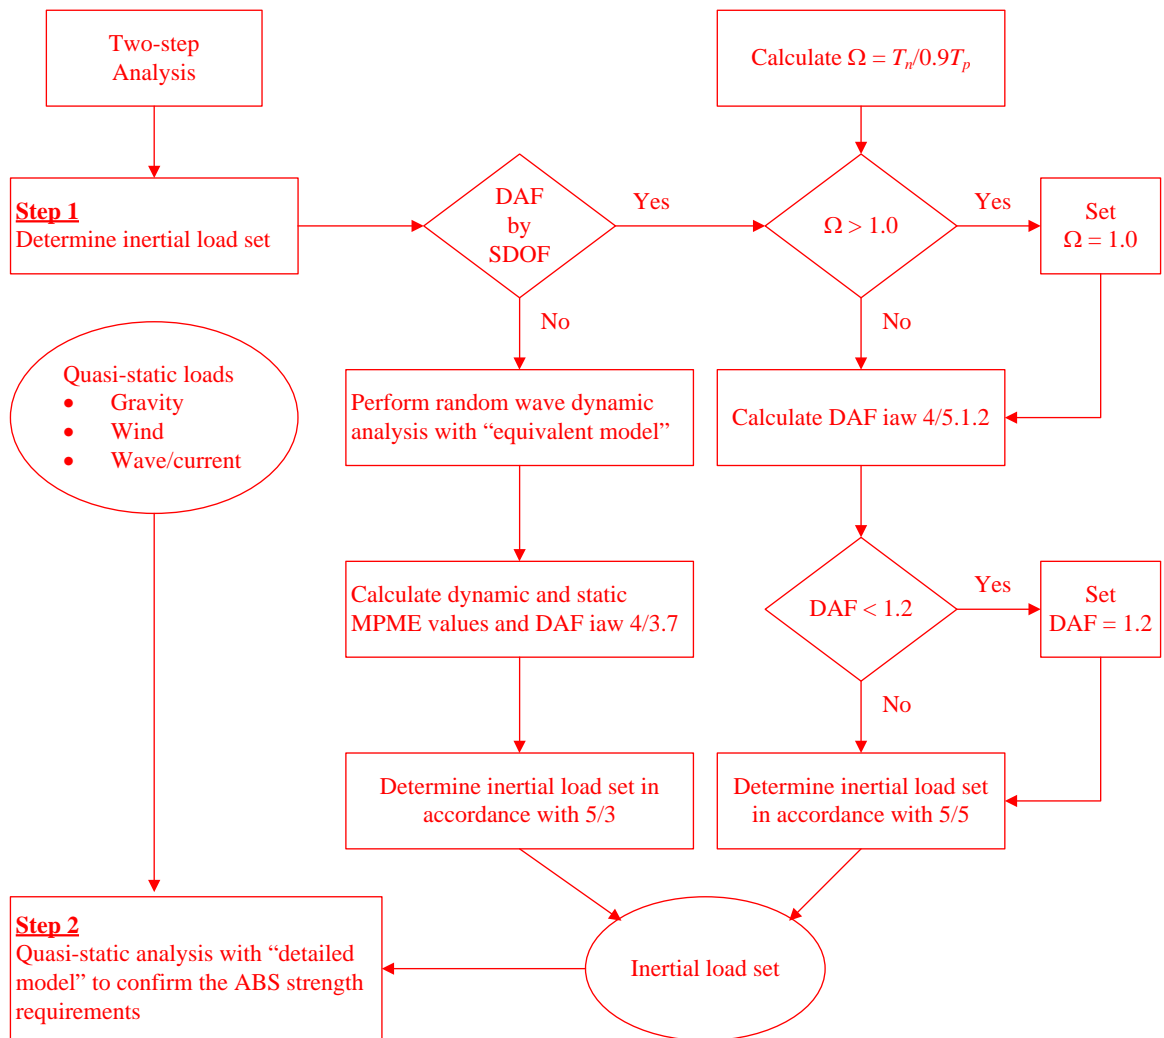 Two-step
Analysis
Calculate Ω = Tn/0.9Tp
Step 1
Determine inertial load set
DAF
by
SDOF
Yes
Ω > 1.0
Yes
Set
Ω = 1.0
No
No
Quasi-static loads
• Gravity
• Wind
• Wave/current
Perform random wave dynamic
analysis with “equivalent model”
Calculate DAF iaw 4/5.1.2
Calculate dynamic and static
MPME values and DAF iaw 4/3.7
DAF < 1.2
Yes
Set
DAF = 1.2
No
Determine inertial load set in
accordance with 5/3
Determine inertial load set
in accordance with 5/5
Step 2
Quasi-static analysis with “detailed
model” to confirm the ABS strength
requirements
Inertial load set